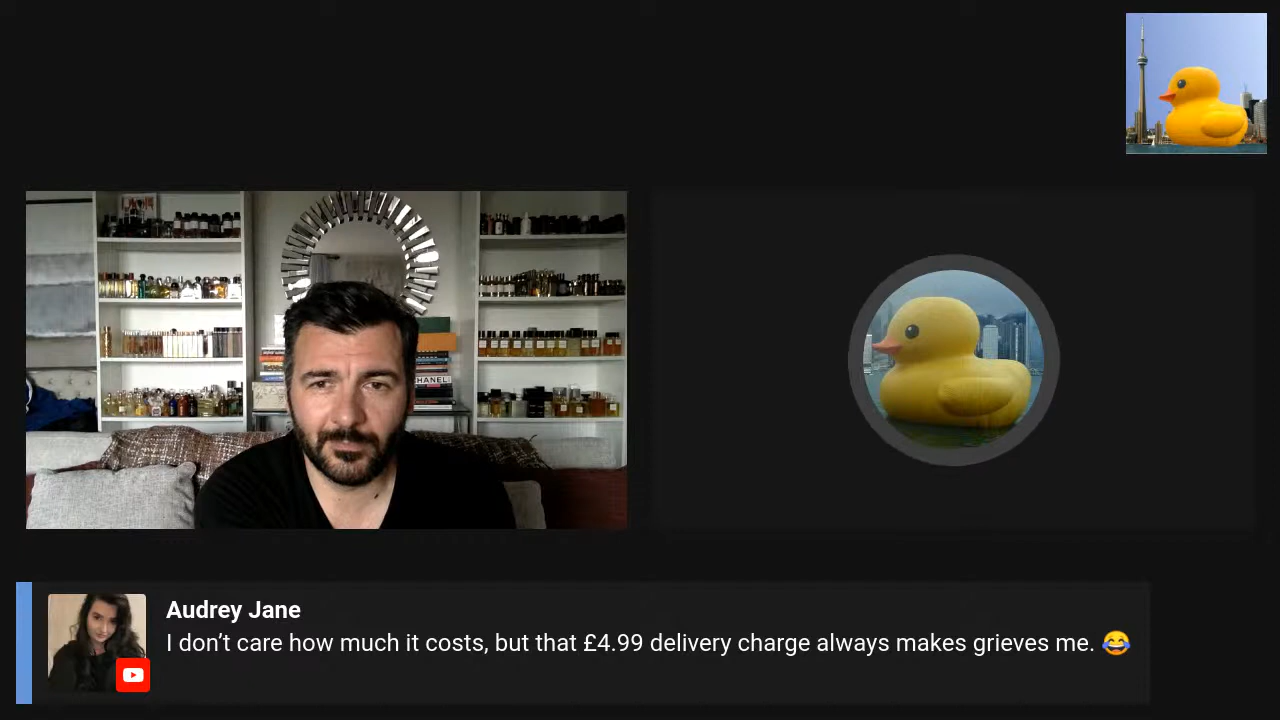 CHANEL
Audrey Jane
I don’t care how much it costs, but that £4.99 delivery charge always makes grieves me. 😂